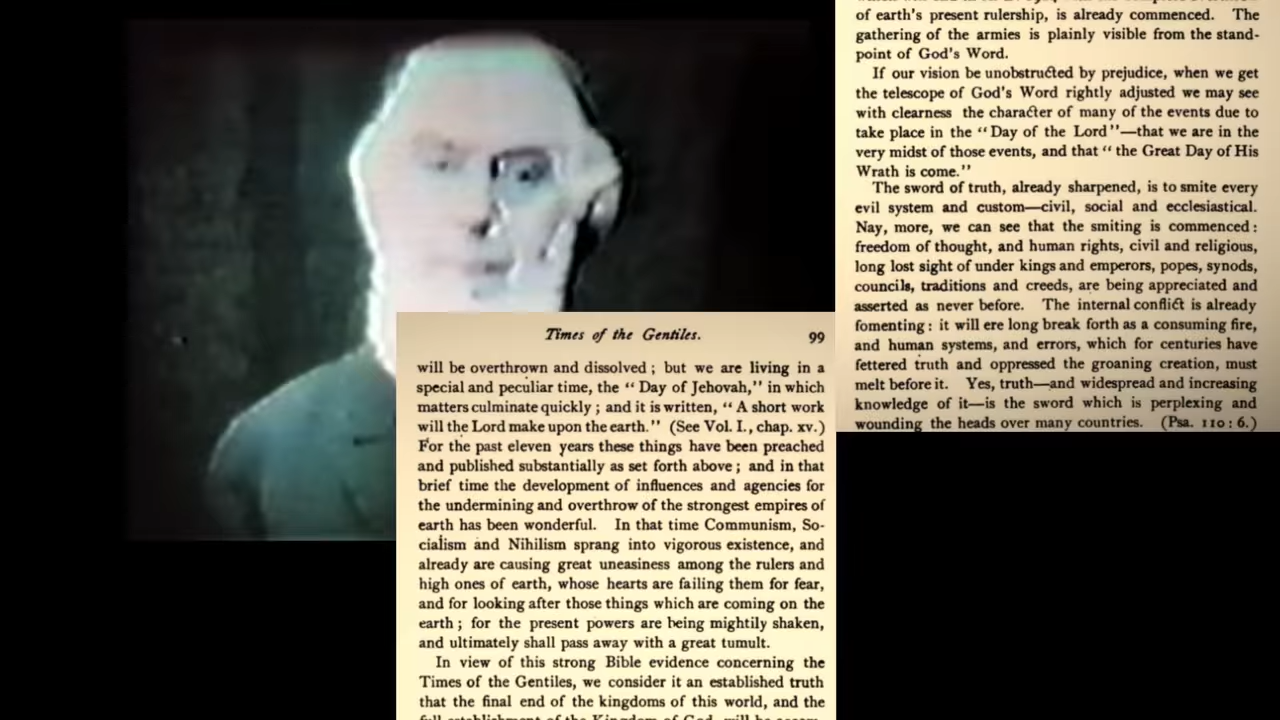 of earth's present rulership, is already commenced. The
gathering of the armies is plainly visible from the stand-
point of God's Word.
If our vision be unobstructed by prejudice, when we get
the telescope of God's Word rightly adjusted we may see
with clearness the character of many of the events due to
take place in the “Day of the Lord”—that we are in the
very midst of those events, and that “the Great Day of His
Wrath is come.”
The sword of truth, already sharpened, is to smite every
evil system and custom—civil, social and ecclesiastical.
Nay, more, we can see that the smiting is commenced:
freedom of thought, and human rights, civil and religious,
long lost sight of under kings and emperors, popes, synods,
councils, traditions and creeds, are being appreciated and
asserted as never before. The internal conflict is already
fomenting: it will ere long break forth as a consuming fire,
and human systems, and errors, which for centuries have
fettered truth and oppressed the groaning creation, must
melt before it. Yes, truth—and widespread and increasing
knowledge of it—is the sword which is perplexing and
wounding the heads over many countries. (Psa. 110:6.)
Times of the Gentiles. 99
will be overthrown and dissolved; but we are living in a
special and peculiar time, the “Day of Jehovah,” in which
matters culminate quickly; and it is written, “A short work
will the Lord make upon the earth.” (See Vol. I., chap. xv.)
For the past eleven years these things have been preached
and published substantially as set forth above; and in that
brief time the development of influences and agencies for
the undermining and overthrow of the strongest empires of
earth has been wonderful. In that time Communism, So-
cialism and Nihilism sprang into vigorous existence, and
already are causing great uneasiness among the rulers and
high ones of earth, whose hearts are failing them for fear,
and for looking after those things which are coming on the
earth; for the present powers are being mightily shaken,
and ultimately shall pass away with a great tumult.
In view of this strong Bible evidence concerning the
Times of the Gentiles, we consider it an established truth
that the final end of the kingdoms of this world, and the